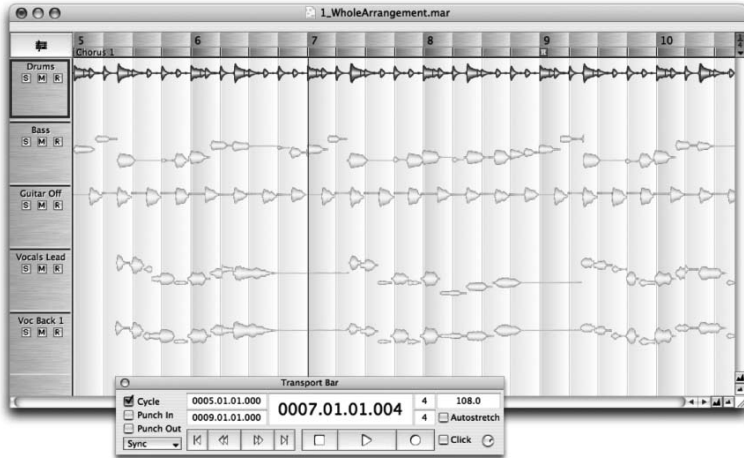 1_WholeArrangement.mar
5 6 7 8 9 10
Chorus 1
Drums
S M R
Bass
S M R
Guitar Off
S M R
Vocals Lead
S M R
Voc Back 1
S M R
Transport Bar
Cycle 0005.01.01.000 0007.01.01.004 4 108.0
Punch In 0009.01.01.000 4 Autostretch
Punch Out
Sync Click